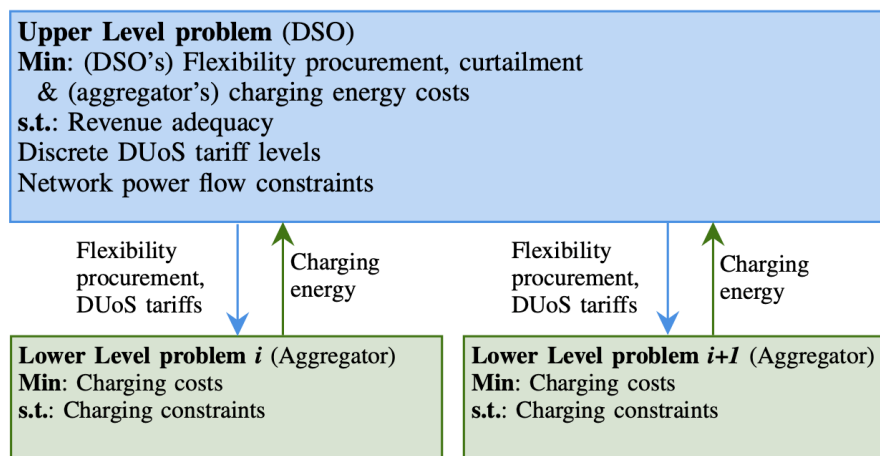 Upper Level problem (DSO)
Min: (DSO's) Flexibility procurement, curtailment
& (aggregator's) charging energy costs
s.t.: Revenue adequacy
Discrete DUoS tariff levels
Network power flow constraints
Flexibility
procurement,
DUoS tariffs
Charging
energy
Flexibility
procurement,
DUoS tariffs
Charging
energy
Lower Level problem i (Aggregator)
Min: Charging costs
s.t.: Charging constraints
Lower Level problem i+1 (Aggregator)
Min: Charging costs
s.t.: Charging constraints